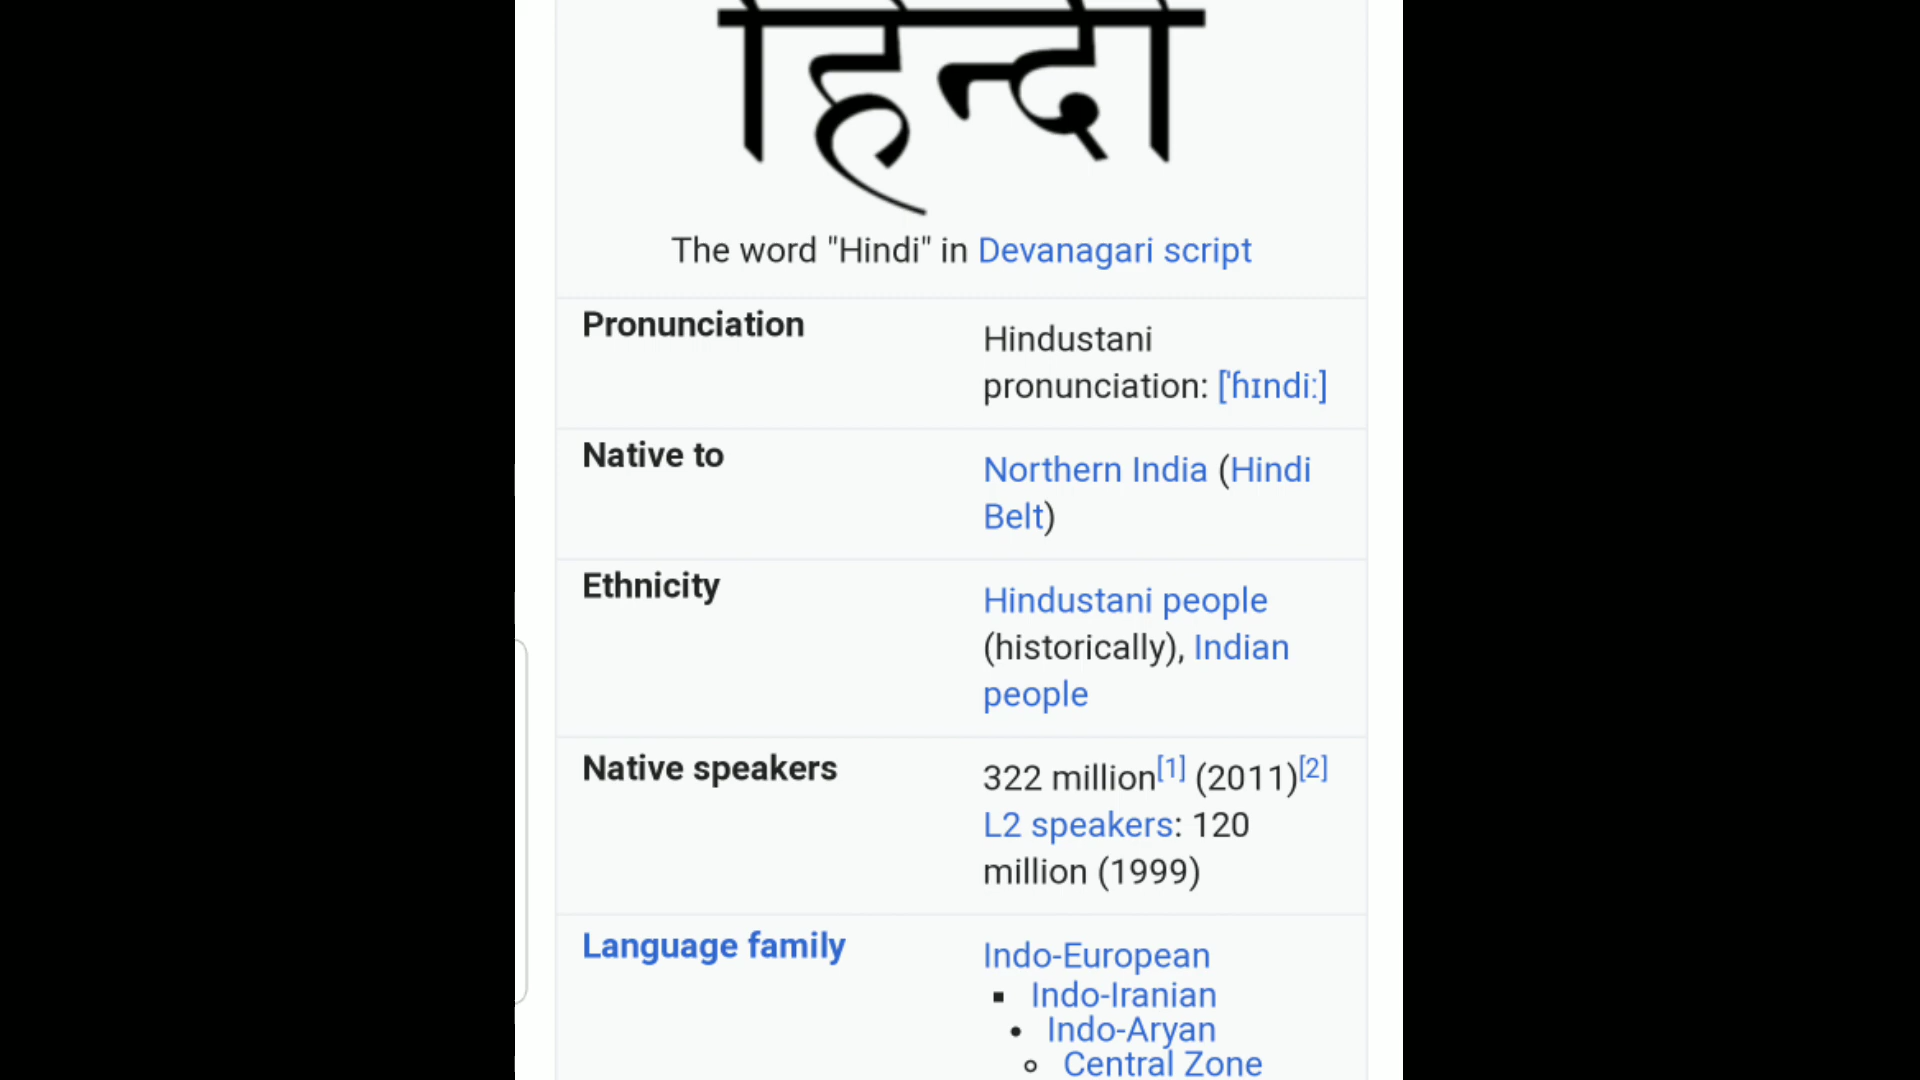 हिन्दी
The word "Hindi" in Devanagari script
Pronunciation
Hindustani
pronunciation: [ˈɦɪndiː]
Native to
Northern India (Hindi
Belt)
Ethnicity
Hindustani people
(historically), Indian
people
Native speakers
322 million[1] (2011)[2]
L2 speakers: 120
million (1999)
Language family
Indo-European
▪ Indo-Iranian
• Indo-Aryan
◦ Central Zone